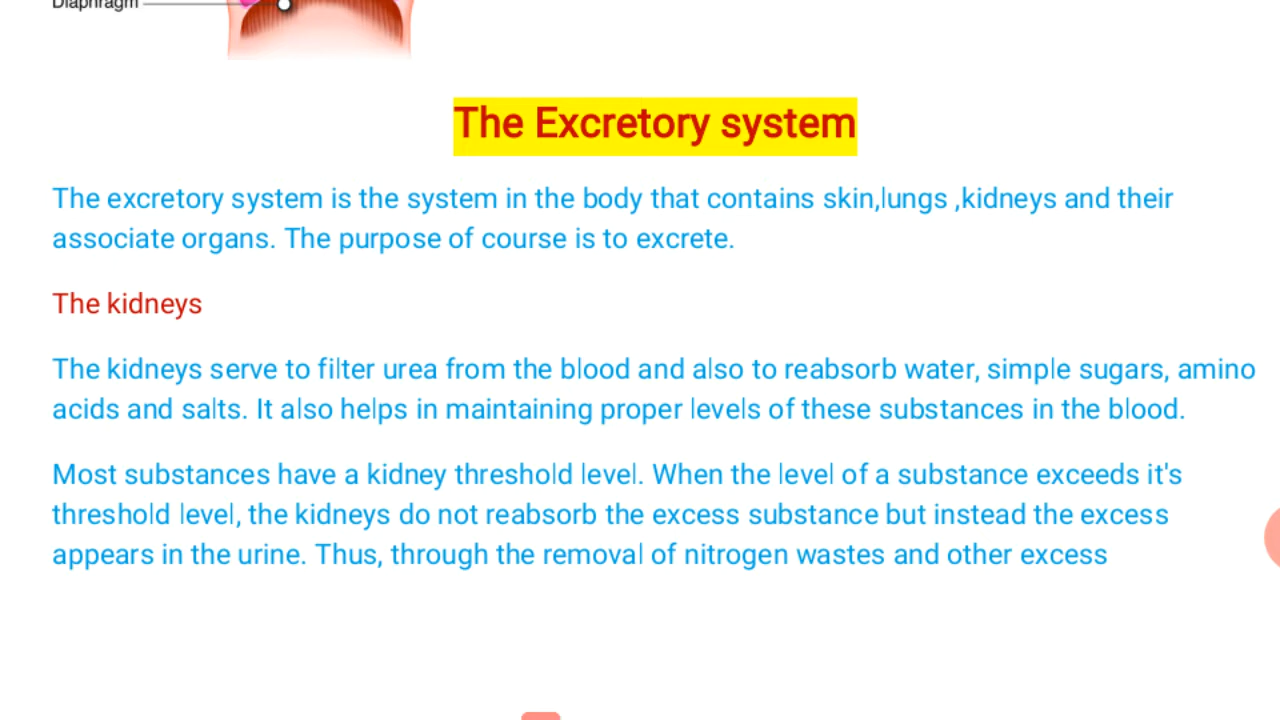 Diaphragm
The Excretory system
The excretory system is the system in the body that contains skin,lungs ,kidneys and their
associate organs. The purpose of course is to excrete.
The kidneys
The kidneys serve to filter urea from the blood and also to reabsorb water, simple sugars, amino
acids and salts. It also helps in maintaining proper levels of these substances in the blood.
Most substances have a kidney threshold level. When the level of a substance exceeds it's
threshold level, the kidneys do not reabsorb the excess substance but instead the excess
appears in the urine. Thus, through the removal of nitrogen wastes and other excess